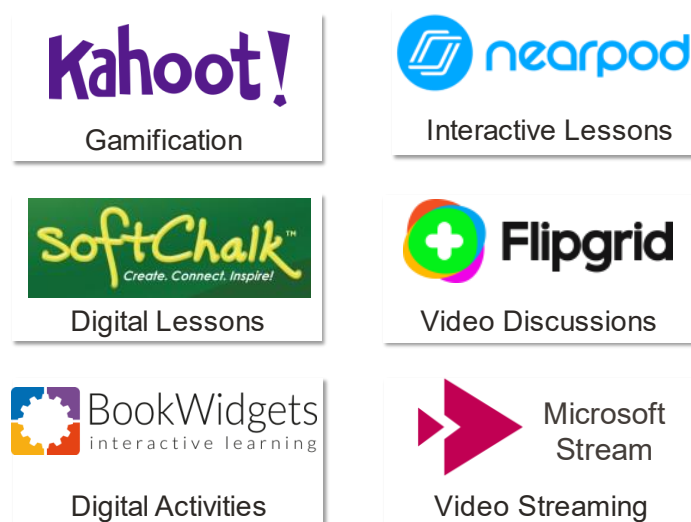 Kahoot!
Gamification
nearpod
Interactive Lessons
SoftChalk™
Create. Connect. Inspire!
Digital Lessons
Flipgrid
Video Discussions
BookWidgets
interactive learning
Digital Activities
Microsoft
Stream
Video Streaming